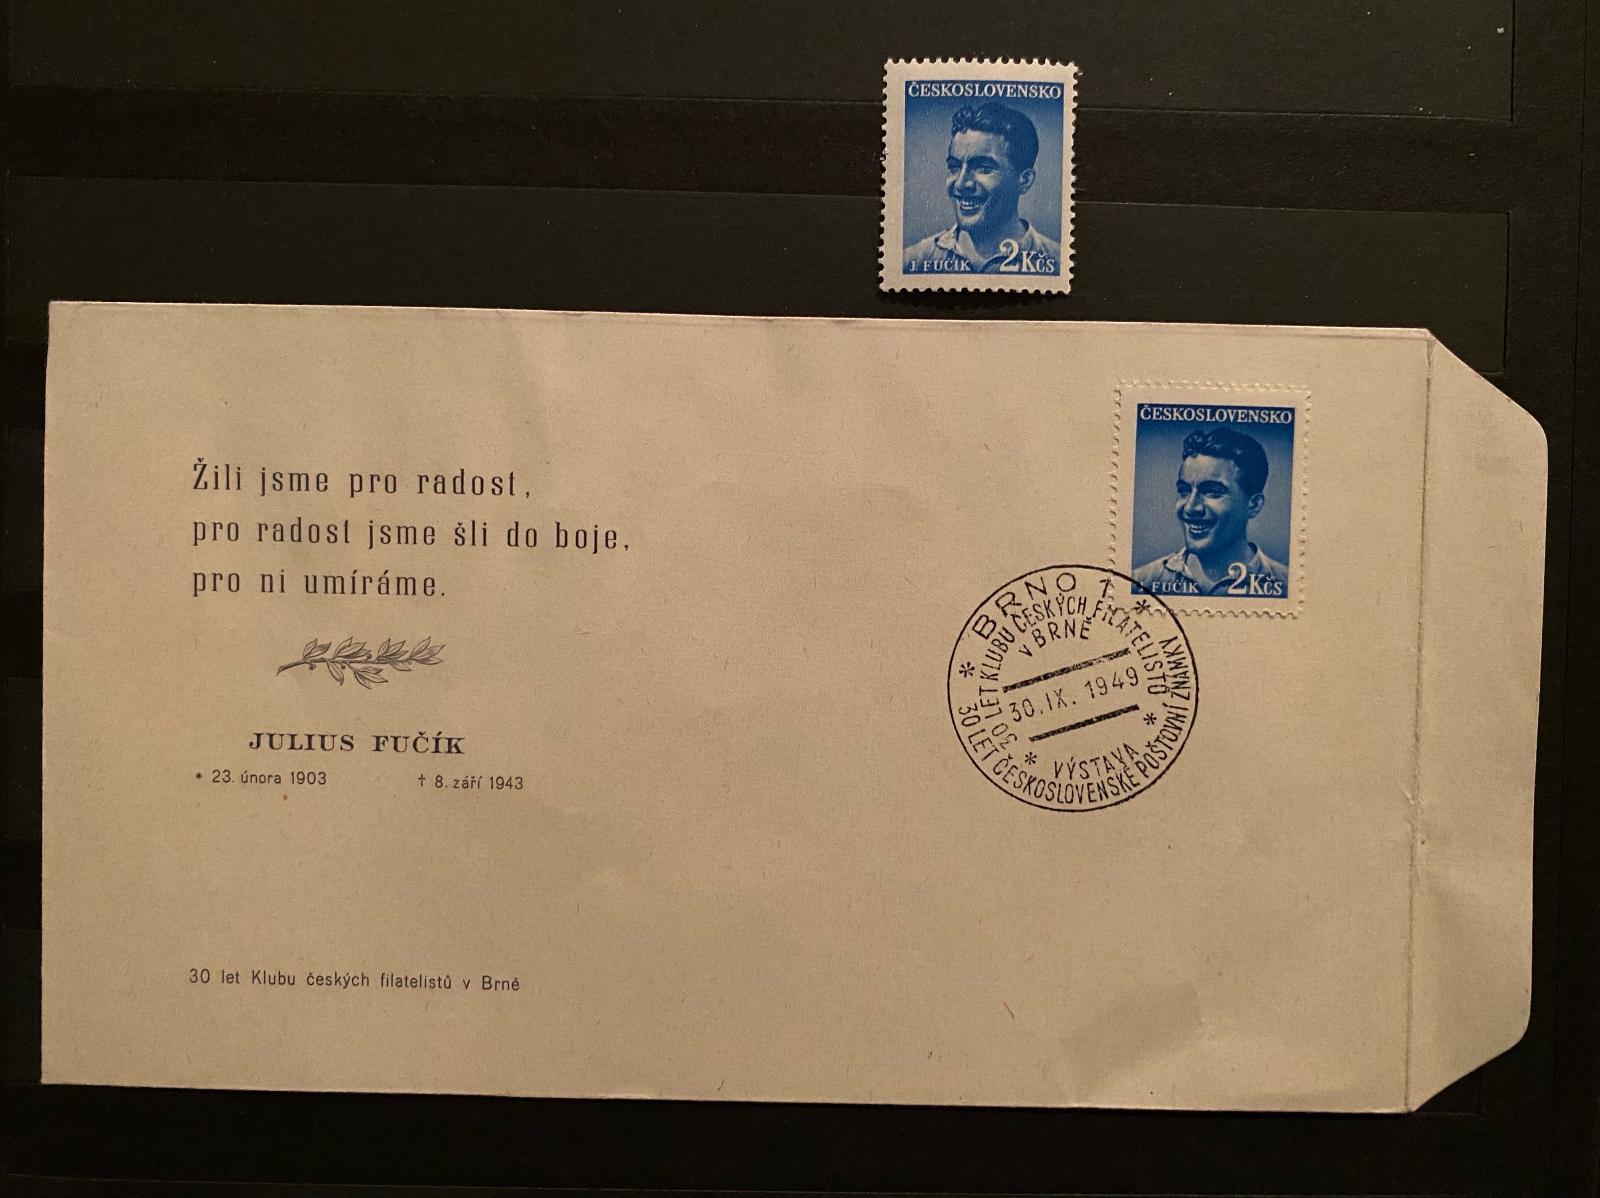 ČESKOSLOVENSKO
J. FUČÍK 2Kčs
ČESKOSLOVENSKO
J. FUČÍK 2Kčs
Žili jsme pro radost,
pro radost jsme šli do boje,
pro ni umíráme.
JULIUS FUČÍK
* 23. února 1903 † 8. září 1943
30 let Klubu českých filatelistů v Brně
* BRNO 1 *
30 LET ČESKOSLOVENSKÉ POŠTOVNÍ ZNÁMKY
30 LET KLUBU ČESKÝCH FILATELISTŮ
V BRNĚ
30.IX. 1949
* VÝSTAVA *